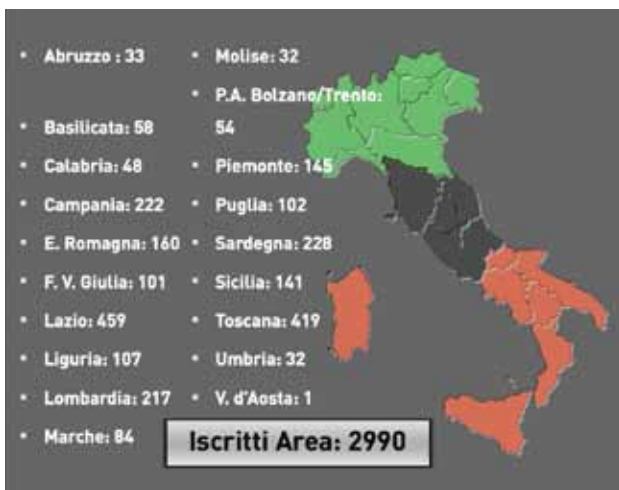 • Abruzzo : 33
• Basilicata: 58
• Calabria: 48
• Campania: 222
• E. Romagna: 160
• F. V. Giulia: 101
• Lazio: 459
• Liguria: 107
• Lombardia: 217
• Marche: 84
• Molise: 32
• P.A. Bolzano/Trento:
54
• Piemonte: 145
• Puglia: 102
• Sardegna: 228
• Sicilia: 141
• Toscana: 419
• Umbria: 32
• V. d'Aosta: 1
Iscritti Area: 2990